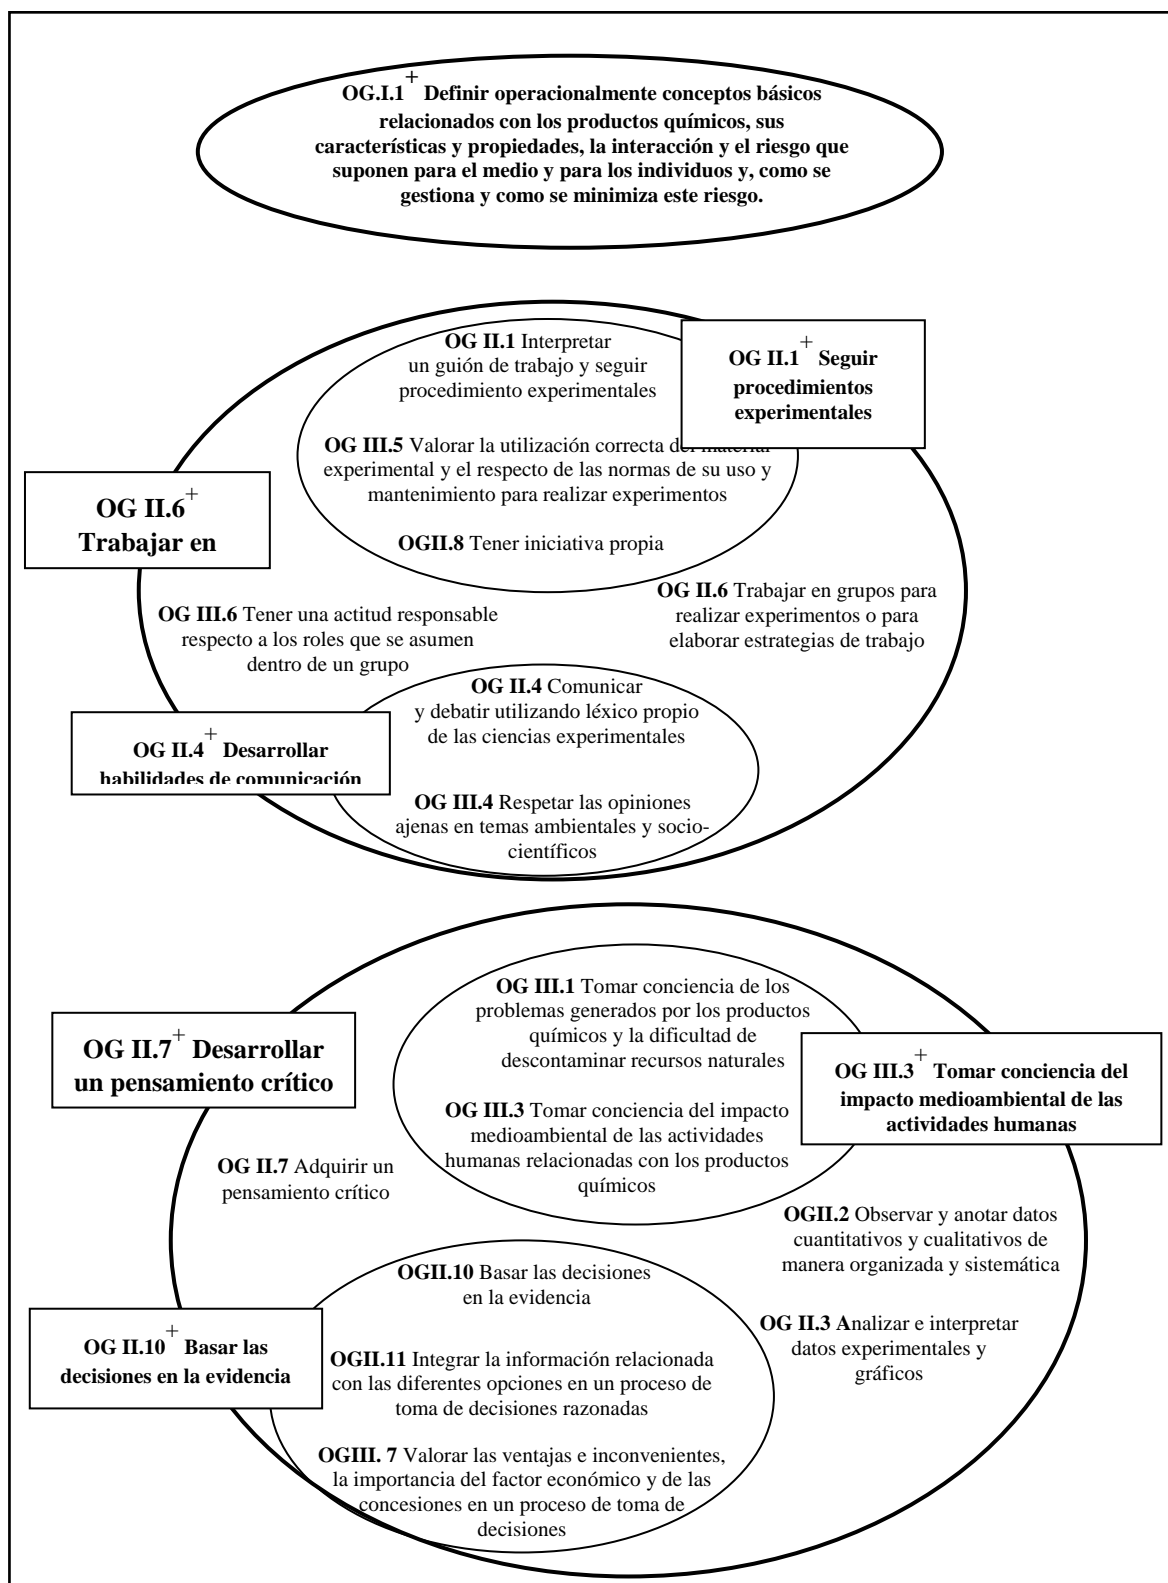 OG.I.1+ Definir operacionalmente conceptos básicos
relacionados con los productos químicos, sus
características y propiedades, la interacción y el riesgo que
suponen para el medio y para los individuos y, como se
gestiona y como se minimiza este riesgo.
OG II.1 Interpretar
un guión de trabajo y seguir
procedimiento experimentales
OG II.1+ Seguir
procedimientos
experimentales
OG III.5 Valorar la utilización correcta del material
experimental y el respecto de las normas de su uso y
mantenimiento para realizar experimentos
OG II.6+
Trabajar en
OGII.8 Tener iniciativa propia
OG II.6 Trabajar en grupos para
realizar experimentos o para
elaborar estrategias de trabajo
OG III.6 Tener una actitud responsable
respecto a los roles que se asumen
dentro de un grupo
OG II.4 Comunicar
y debatir utilizando léxico propio
de las ciencias experimentales
OG II.4+ Desarrollar
habilidades de comunicación
OG III.4 Respetar las opiniones
ajenas en temas ambientales y socio-
científicos
OG III.1 Tomar conciencia de los
problemas generados por los productos
químicos y la dificultad de
descontaminar recursos naturales
OG II.7+ Desarrollar
un pensamiento crítico
OG III.3+ Tomar conciencia del
impacto medioambiental de las
actividades humanas
OG III.3 Tomar conciencia del impacto
medioambiental de las actividades
humanas relacionadas con los productos
químicos
OG II.7 Adquirir un
pensamiento crítico
OGII.2 Observar y anotar datos
cuantitativos y cualitativos de
manera organizada y sistemática
OGII.10 Basar las decisiones
en la evidencia
OG II.10+ Basar las
decisiones en la evidencia
OG II.3 Analizar e interpretar
datos experimentales y
gráficos
OGII.11 Integrar la información relacionada
con las diferentes opciones en un proceso de
toma de decisiones razonadas
OGIII. 7 Valorar las ventajas e inconvenientes,
la importancia del factor económico y de las
concesiones en un proceso de toma de
decisiones